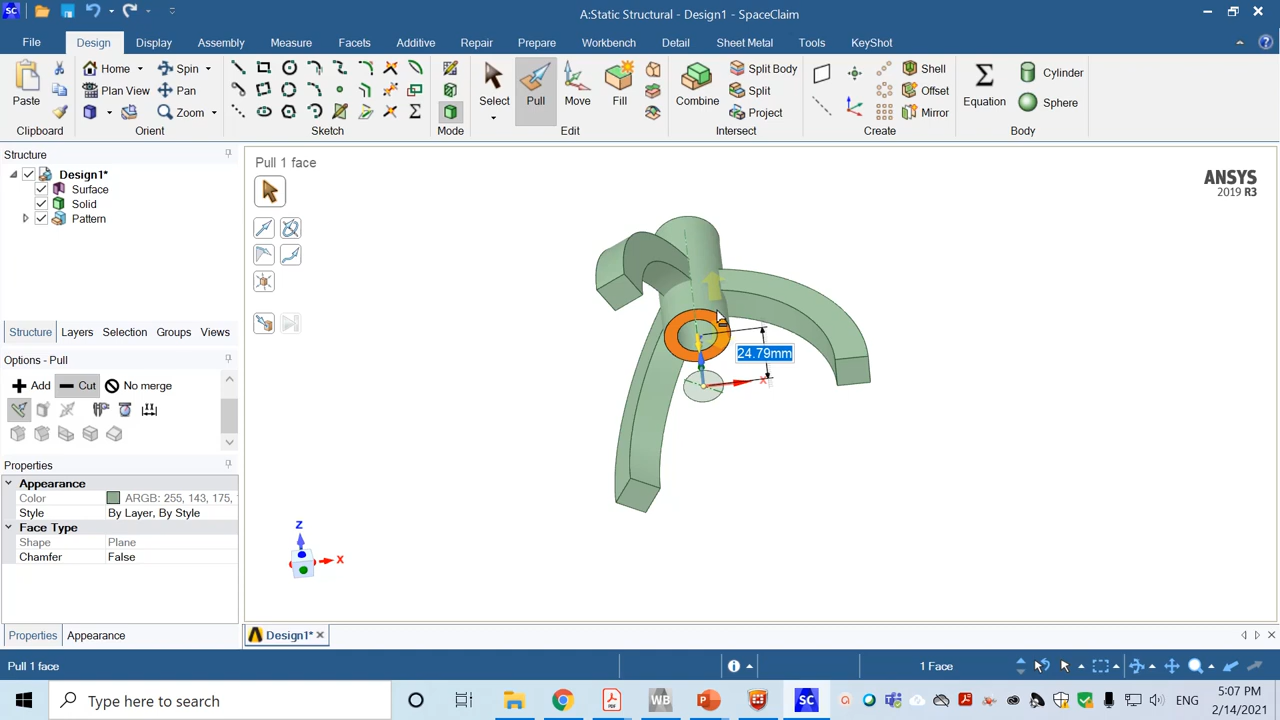 SC
A:Static Structural - Design1 - SpaceClaim
File Design Display Assembly Measure Facets Additive Repair Prepare Workbench Detail Sheet Metal Tools KeyShot
Paste
Home
Plan View
Spin
Pan
Zoom
Select
Pull
Move
Fill
Combine
Split Body
Split
Project
Shell
Offset
Mirror
Equation
Cylinder
Sphere
Clipboard Orient Sketch Mode Edit Intersect Create Body
Structure
Design1*
Surface
Solid
Pattern
Structure Layers Selection Groups Views
Options - Pull
Add Cut No merge
Properties
Appearance
Color ARGB: 255, 143, 175, 
Style By Layer, By Style
Face Type
Shape Plane
Chamfer False
Properties Appearance
Pull 1 face
ANSYS
2019 R3
24.79mm
X
Z
X
Design1*
Pull 1 face
1 Face
Type here to search
WB
SC
ENG
5:07 PM
2/14/2021